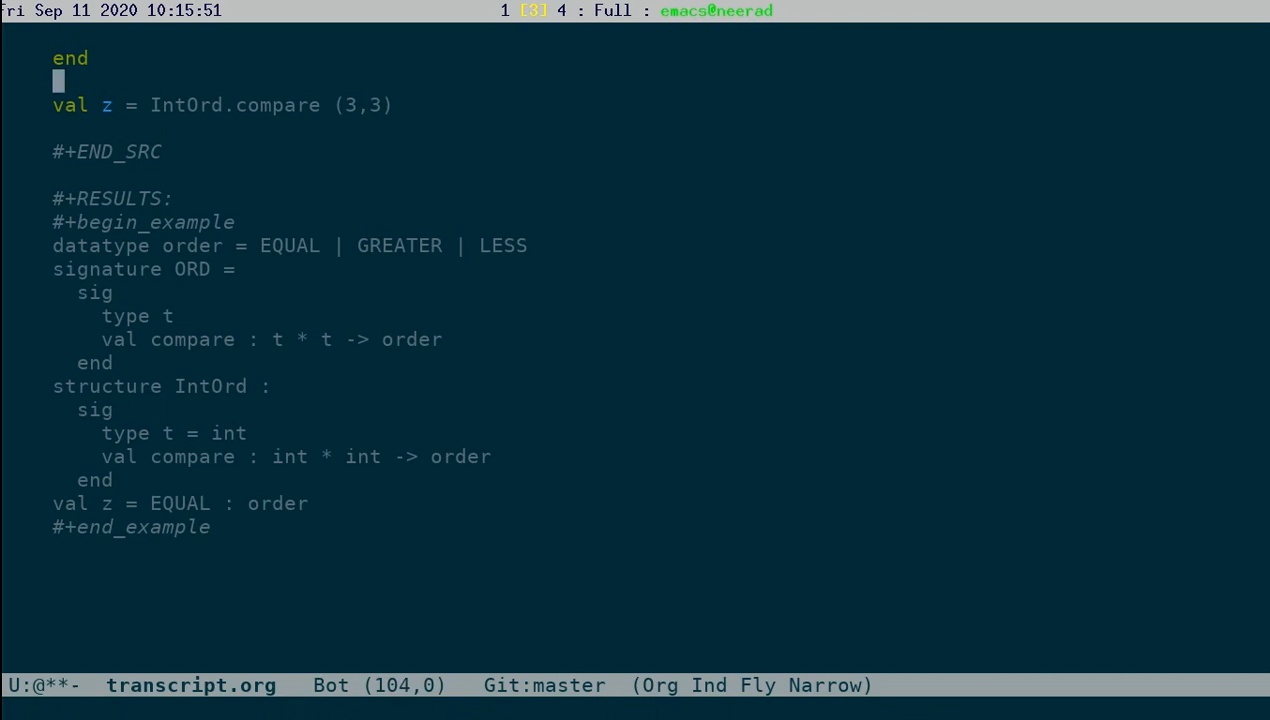 ri Sep 11 2020 10:15:51 1 [3] 4 : Full : emacs@neerad
end
val z = IntOrd.compare (3,3)
#+END_SRC
#+RESULTS:
#+begin_example
datatype order = EQUAL | GREATER | LESS
signature ORD =
sig
type t
val compare : t * t -> order
end
structure IntOrd :
sig
type t = int
val compare : int * int -> order
end
val z = EQUAL : order
#+end_example
U:@**- transcript.org Bot (104,0) Git:master (Org Ind Fly Narrow)